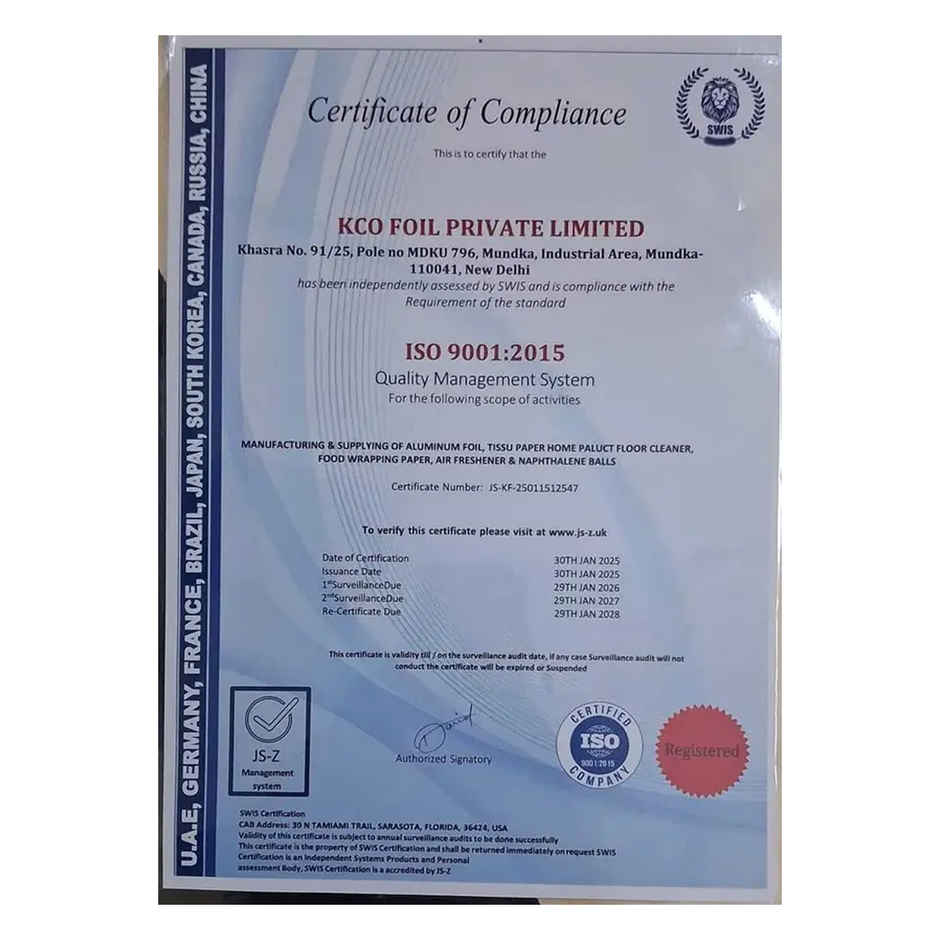 U.A.E, GERMANY, FRANCE, BRAZIL, JAPAN, SOUTH KOREA, CANADA, RUSSIA, CHINA
SWIS
Certificate of Compliance
This is to certify that the
KCO FOIL PRIVATE LIMITED
Khasra No. 91/25, Pole no MDKU 796, Mundka, Industrial Area, Mundka-
110041, New Delhi
has been independently assessed by SWIS and is compliance with the
Requirement of the standard
ISO 9001:2015
Quality Management System
For the following scope of activities
MANUFACTURING & SUPPLYING OF ALUMINUM FOIL, TISSU PAPER HOME PALUCT FLOOR CLEANER,
FOOD WRAPPING PAPER, AIR FRESHENER & NAPHTHALENE BALLS
Certificate Number: JS-KF-25011512547
To verify this certificate please visit at www.js-z.uk
Date of Certification 30TH JAN 2025
Issuance Date 30TH JAN 2025
1stSurveillanceDue 29TH JAN 2026
2ndSurveillanceDue 29TH JAN 2027
Re-Certificate Due 29TH JAN 2028
This certificate is validity till / on the surveillance audit date, if any case Surveillance audit will not
conduct the certificate will be expired or Suspended
JS-Z
Management
system
David
Authorized Signatory
CERTIFIED
ISO
9001:2015
COMPANY
Registered
SWIS Certification
CAB Address: 30 N TAMIAMI TRAIL, SARASOTA, FLORIDA, 36424, USA
Validity of this certificate is subject to annual surveillance audits to be done successfully
This certificate is the property of SWIS Certification and shall be returned immediately on request SWIS
Certification is an Independent Systems Products and Personal
assessment Body, SWIS Certification is a accredited by JS-Z